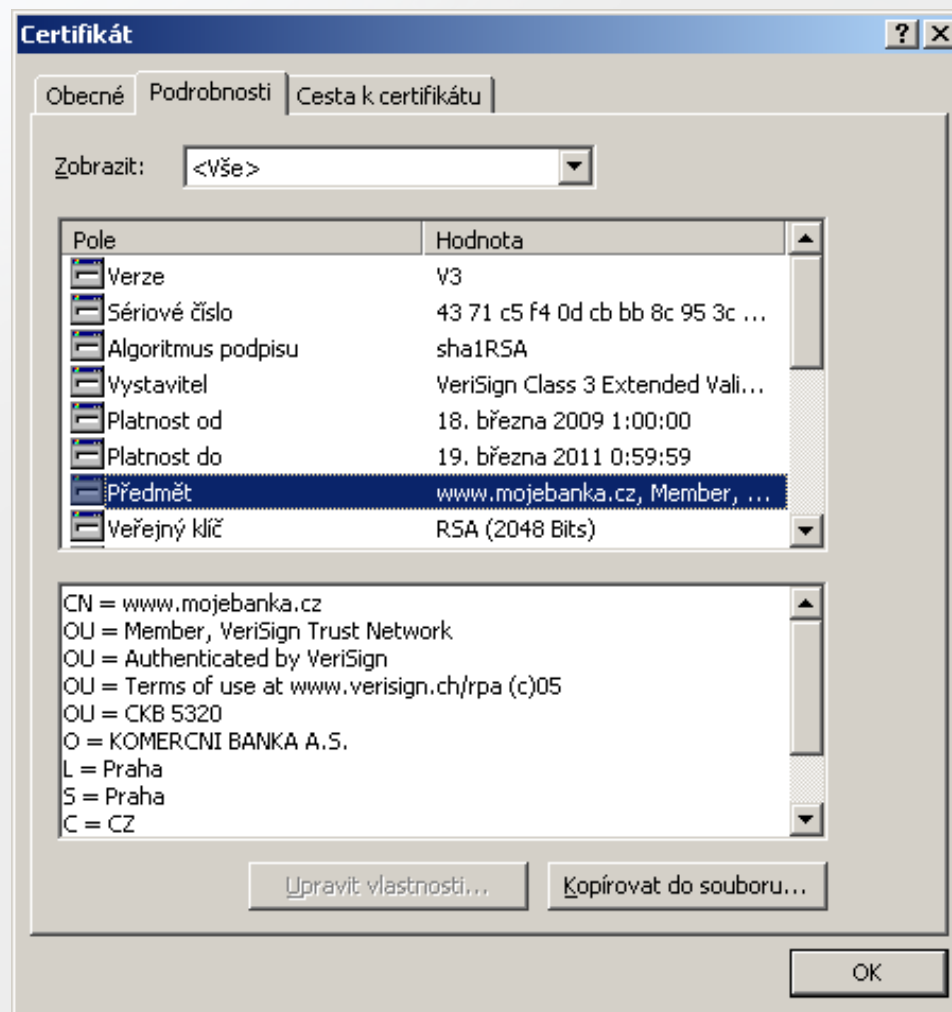 Certifikát
Obecné Podrobnosti Cesta k certifikátu
Zobrazit: <Vše>
Pole Hodnota
Verze V3
Sériové číslo 43 71 c5 f4 0d cb bb 8c 95 3c ...
Algoritmus podpisu sha1RSA
Vystavitel VeriSign Class 3 Extended Vali...
Platnost od 18. března 2009 1:00:00
Platnost do 19. března 2011 0:59:59
Předmět www.mojebanka.cz, Member, ...
Veřejný klíč RSA (2048 Bits)
CN = www.mojebanka.cz
OU = Member, VeriSign Trust Network
OU = Authenticated by VeriSign
OU = Terms of use at www.verisign.ch/rpa (c)05
OU = CKB 5320
O = KOMERCNI BANKA A.S.
L = Praha
S = Praha
C = CZ
Upravit vlastnosti... Kopírovat do souboru...
OK